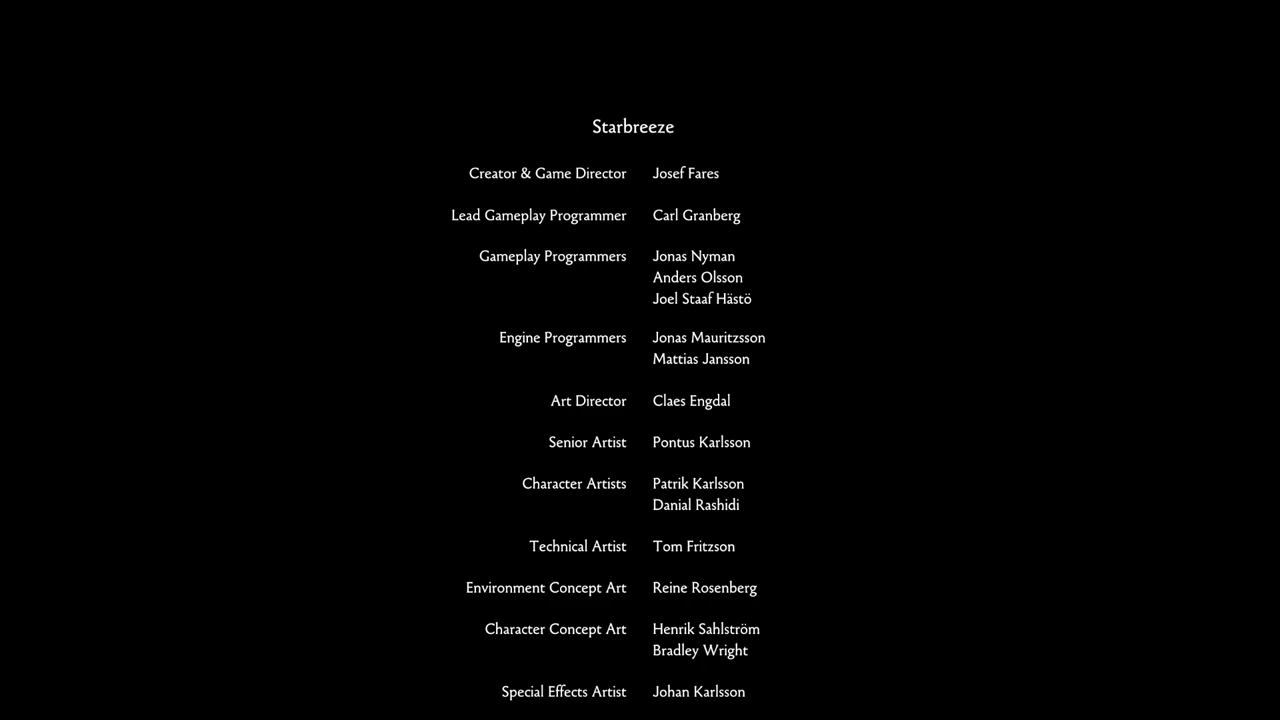 Starbreeze
Creator & Game Director Josef Fares
Lead Gameplay Programmer Carl Granberg
Gameplay Programmers Jonas Nyman
Anders Olsson
Joel Staaf Hästö
Engine Programmers Jonas Mauritzsson
Mattias Jansson
Art Director Claes Engdal
Senior Artist Pontus Karlsson
Character Artists Patrik Karlsson
Danial Rashidi
Technical Artist Tom Fritzson
Environment Concept Art Reine Rosenberg
Character Concept Art Henrik Sahlström
Bradley Wright
Special Effects Artist Johan Karlsson